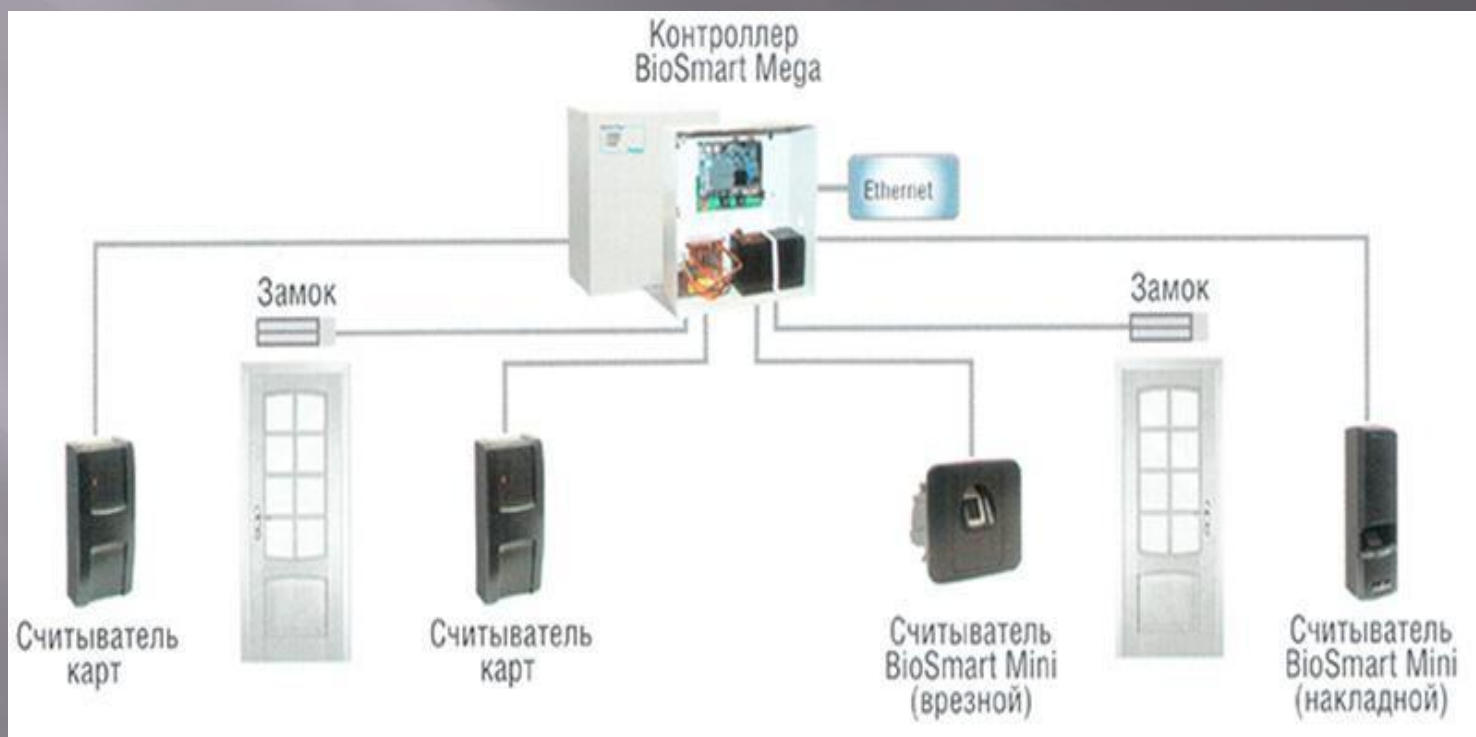 Контроллер
BioSmart Mega
Ethernet
Замок
Замок
Считыватель
карт
Считыватель
карт
Считыватель
BioSmart Mini
(врезной)
Считыватель
BioSmart Mini
(накладной)